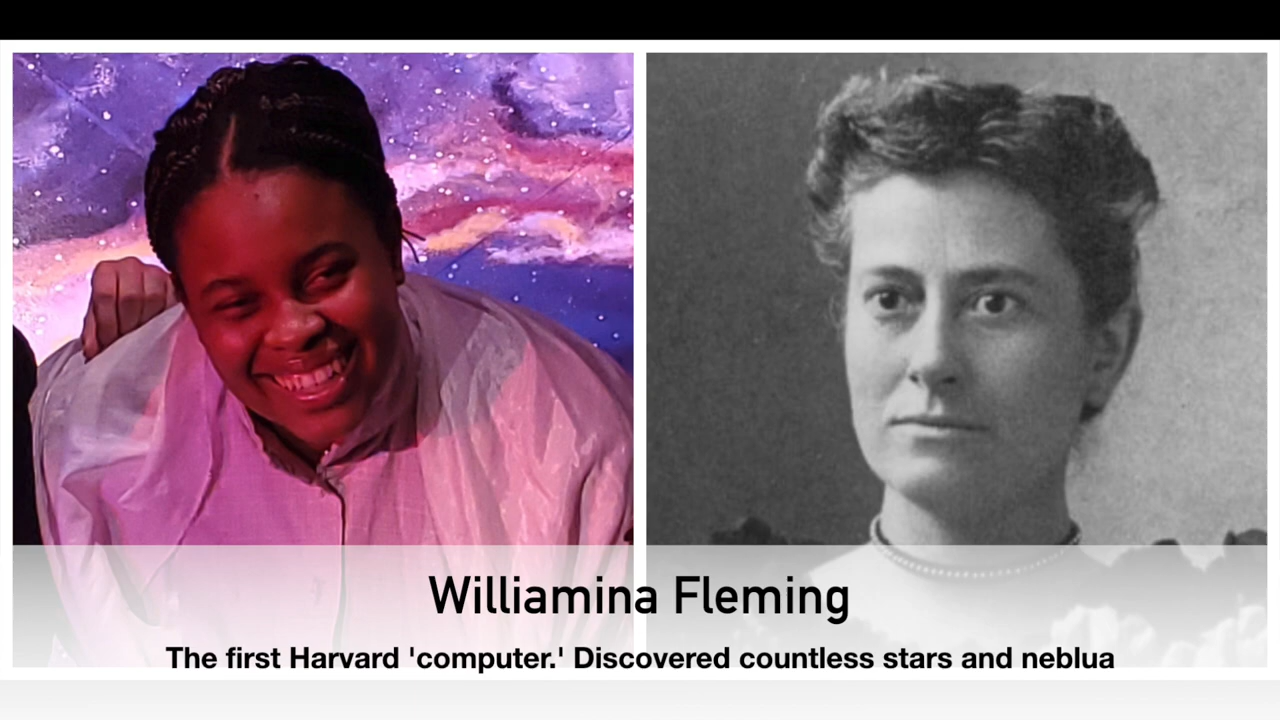 Williamina Fleming
The first Harvard 'computer.' Discovered countless stars and neblua